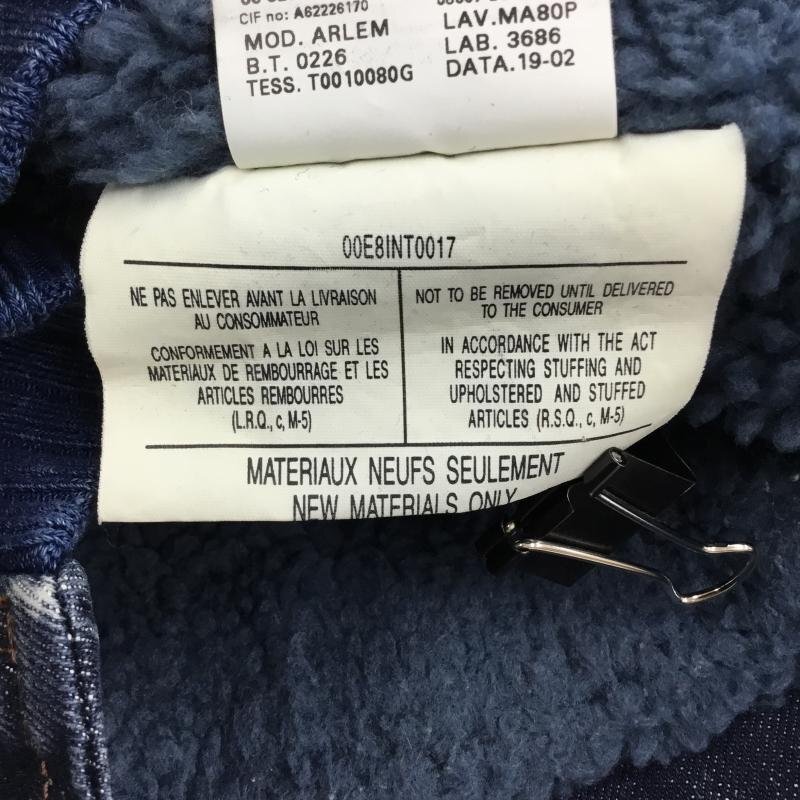 CIF no: A62226170
MOD. ARLEM
B.T. 0226
TESS. T0010080G
LAV.MA80P
LAB. 3686
DATA.19-02
00E8INT0017
NE PAS ENLEVER AVANT LA LIVRAISON
AU CONSOMMATEUR
CONFORMEMENT A LA LOI SUR LES
MATERIAUX DE REMBOURRAGE ET LES
ARTICLES REMBOURRES
(L.R.Q., c, M-5)
NOT TO BE REMOVED UNTIL DELIVERED
TO THE CONSUMER
IN ACCORDANCE WITH THE ACT
RESPECTING STUFFING AND
UPHOLSTERED AND STUFFED
ARTICLES (R.S.Q., c, M-5)
MATERIAUX NEUFS SEULEMENT
NEW MATERIALS ONLY